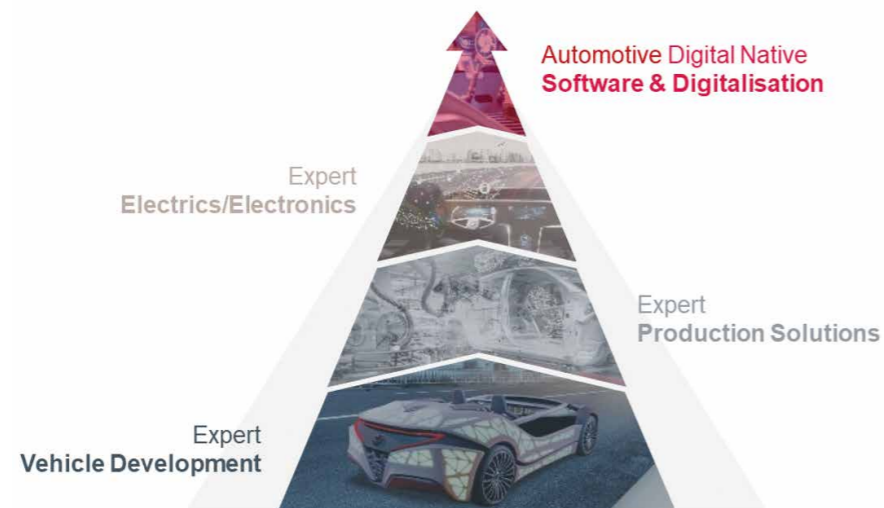 Automotive Digital Native
Software & Digitalisation
Expert
Electrics/Electronics
Expert
Production Solutions
Expert
Vehicle Development